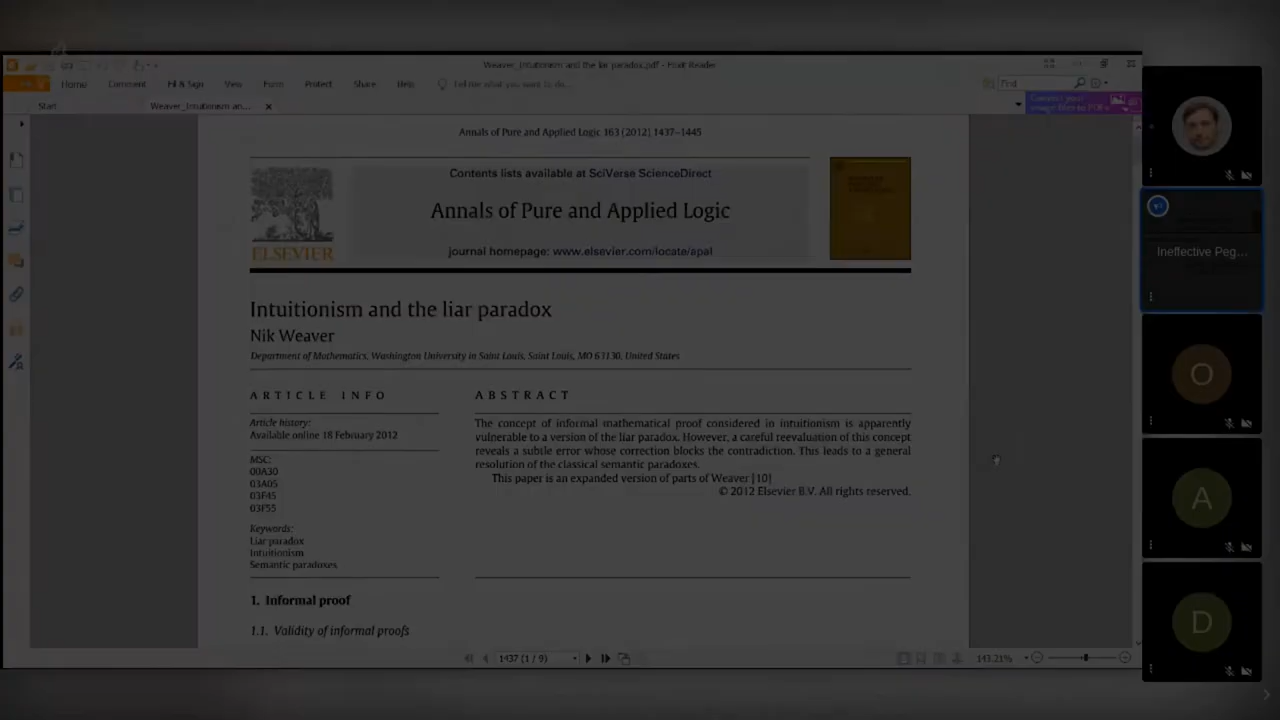 Weaver_Intuitionism and the liar paradox.pdf - Foxit Reader
Home Comment Fill & Sign View Form Protect Share Help Tell me what you want to do... Find
Start Weaver_Intuitionism an...
Connect your
image files to PDFs
Annals of Pure and Applied Logic 163 (2012) 1437–1445
Contents lists available at SciVerse ScienceDirect
Annals of Pure and Applied Logic
journal homepage: www.elsevier.com/locate/apal
ELSEVIER
Intuitionism and the liar paradox
Nik Weaver
Department of Mathematics, Washington University in Saint Louis, Saint Louis, MO 63130, United States
ARTICLE INFO
Article history:
Available online 18 February 2012
MSC:
00A30
03A05
03F45
03F55
Keywords:
Liar paradox
Intuitionism
Semantic paradoxes
ABSTRACT
The concept of informal mathematical proof considered in intuitionism is apparently
vulnerable to a version of the liar paradox. However, a careful reevaluation of this concept
reveals a subtle error whose correction blocks the contradiction. This leads to a general
resolution of the classical semantic paradoxes.
This paper is an expanded version of parts of Weaver [10]
© 2012 Elsevier B.V. All rights reserved.
1. Informal proof
1.1. Validity of informal proofs
1437 (1 / 9)
143.21%
Ineffective Peg...
O
A
D